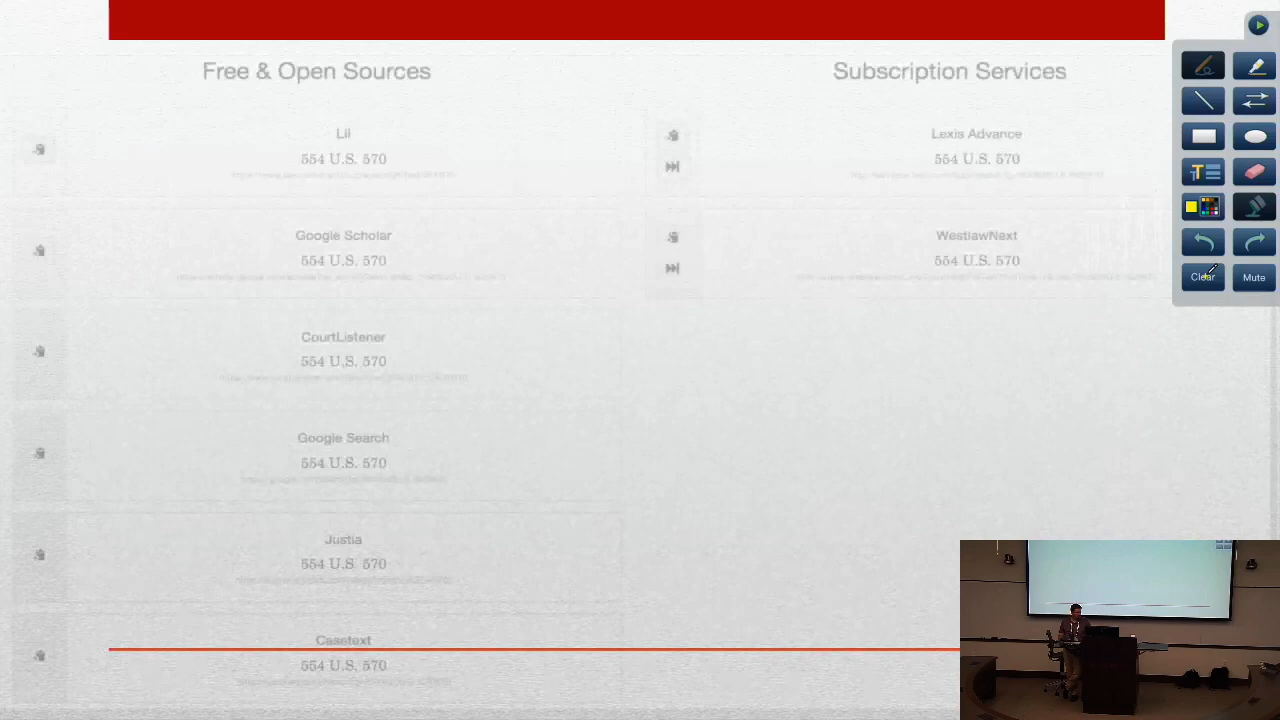 Free & Open Sources
LII
554 U.S. 570
Google Scholar
554 U.S. 570
CourtListener
554 U.S. 570
Google Search
554 U.S. 570
Justia
554 U.S. 570
Casetext
554 U.S. 570
Subscription Services
Lexis Advance
554 U.S. 570
WestlawNext
554 U.S. 570
T
Clear
Mute